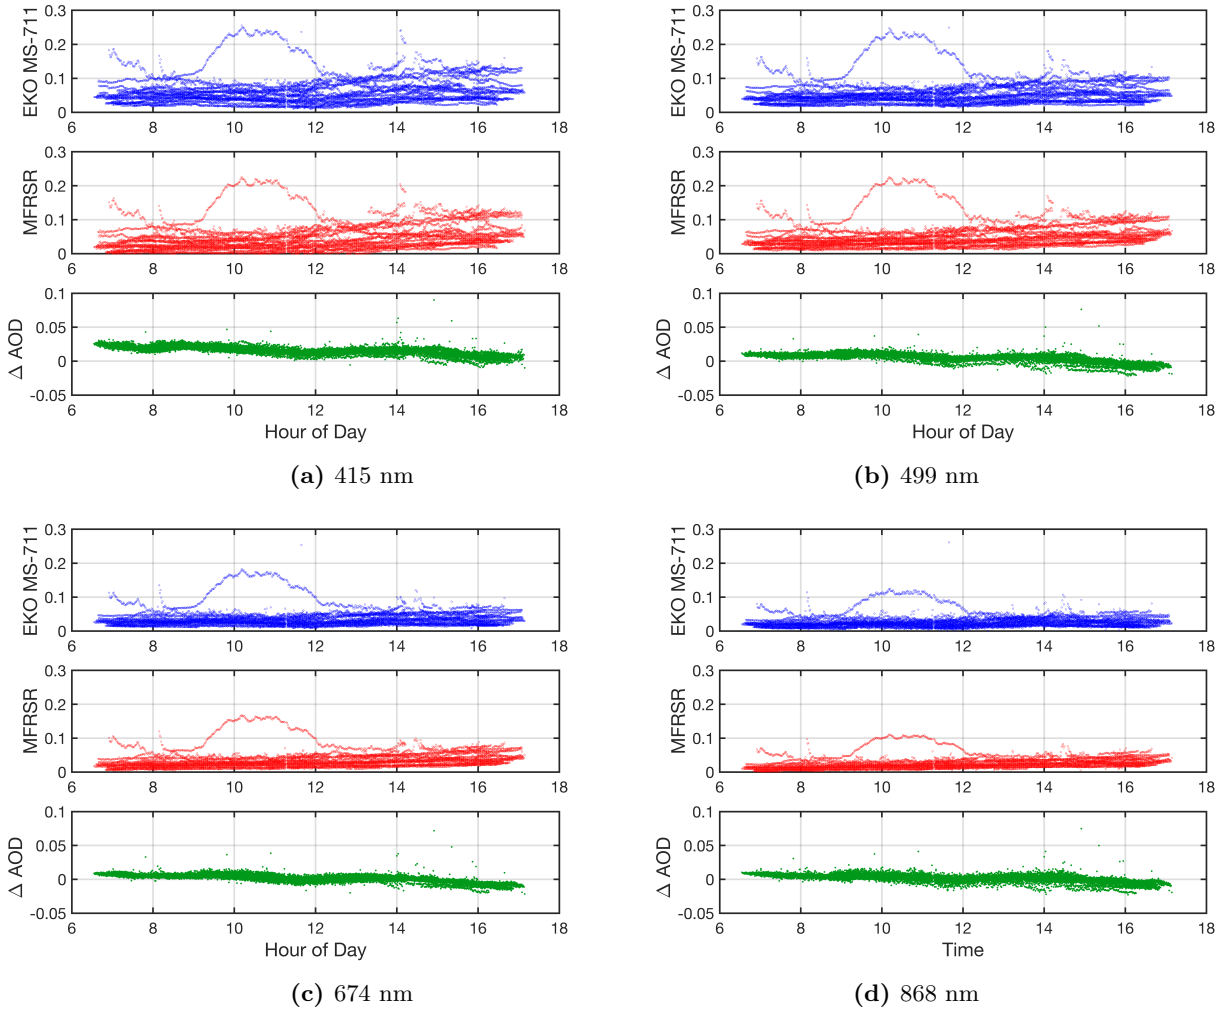 EKO MS-711
0.3
0.2
0.1
0
6 8 10 12 14 16 18
MFRSR
0.3
0.2
0.1
0
6 8 10 12 14 16 18
Δ AOD
0.1
0.05
0
-0.05
6 8 10 12 14 16 18
Hour of Day
(a) 415 nm
EKO MS-711
0.3
0.2
0.1
0
6 8 10 12 14 16 18
MFRSR
0.3
0.2
0.1
0
6 8 10 12 14 16 18
Δ AOD
0.1
0.05
0
-0.05
6 8 10 12 14 16 18
Hour of Day
(b) 499 nm
EKO MS-711
0.3
0.2
0.1
0
6 8 10 12 14 16 18
MFRSR
0.3
0.2
0.1
0
6 8 10 12 14 16 18
Δ AOD
0.1
0.05
0
-0.05
6 8 10 12 14 16 18
Hour of Day
(c) 674 nm
EKO MS-711
0.3
0.2
0.1
0
6 8 10 12 14 16 18
MFRSR
0.3
0.2
0.1
0
6 8 10 12 14 16 18
Δ AOD
0.1
0.05
0
-0.05
6 8 10 12 14 16 18
Time
(d) 868 nm